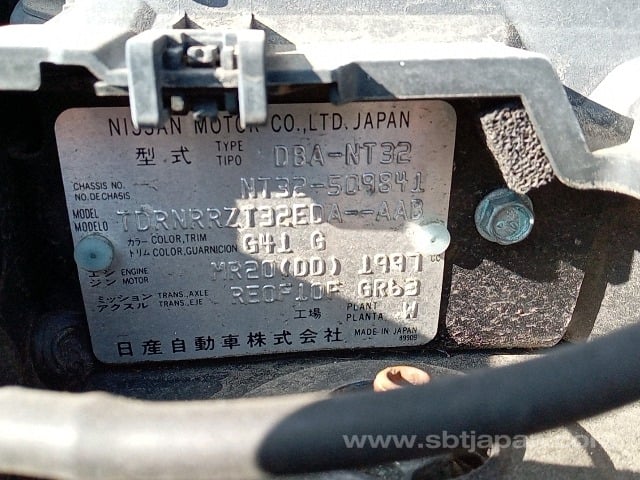 NISSAN MOTOR CO.,LTD. JAPAN
型式 TYPE TIPO DBA-NT32
CHASSIS NO. NO.DECHASIS NT32-509841
MODEL MODELO TDRNRRZT32EDA--AAB
カラー COLOR,TRIM トリム COLOR,GUARNICION G41 G
エンジン ENGINE MOTOR MR20(DD) 1997 cc
ミッション アクスル TRANS.,AXLE TRANS.,EJE RE0F10F GR63
工場 PLANT PLANTA W
日産自動車株式会社 MADE IN JAPAN
www.sbtjapan.com